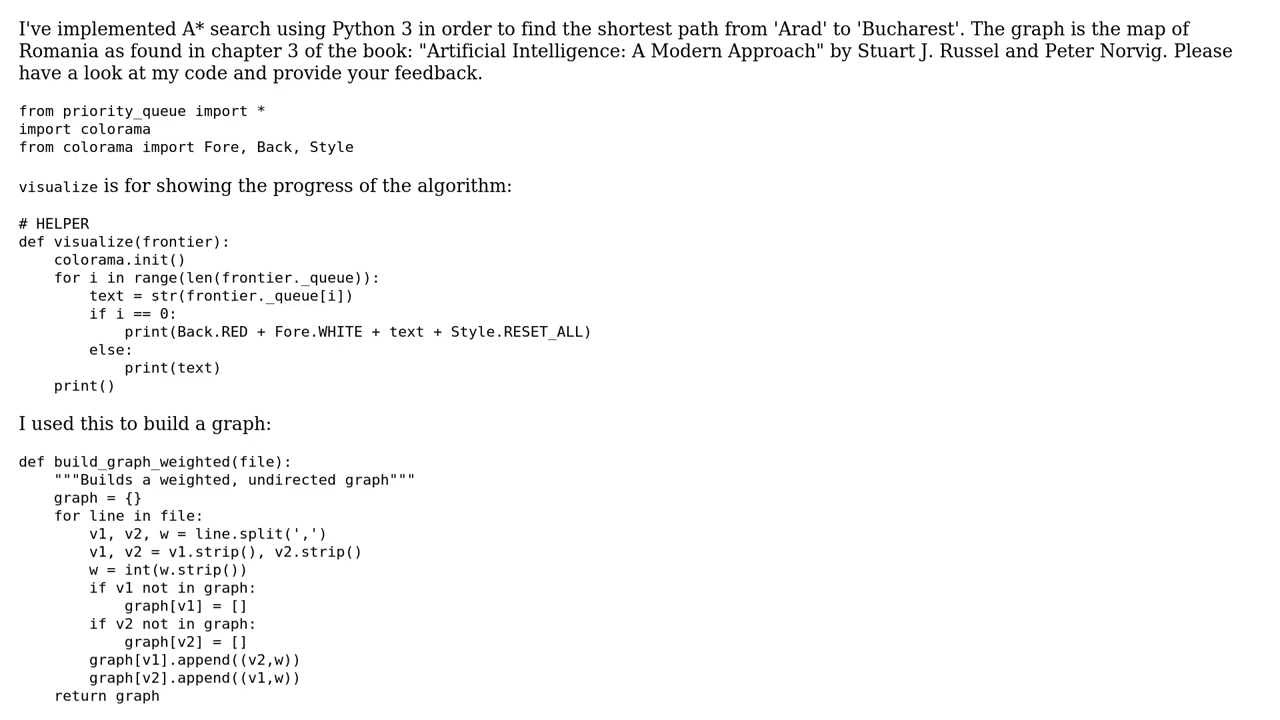 I've implemented A* search using Python 3 in order to find the shortest path from 'Arad' to 'Bucharest'. The graph is the map of
Romania as found in chapter 3 of the book: "Artificial Intelligence: A Modern Approach" by Stuart J. Russel and Peter Norvig. Please
have a look at my code and provide your feedback.
from priority_queue import *
import colorama
from colorama import Fore, Back, Style
visualize is for showing the progress of the algorithm:
# HELPER
def visualize(frontier):
    colorama.init()
    for i in range(len(frontier._queue)):
        text = str(frontier._queue[i])
        if i == 0:
            print(Back.RED + Fore.WHITE + text + Style.RESET_ALL)
        else:
            print(text)
    print()
I used this to build a graph:
def build_graph_weighted(file):
    """Builds a weighted, undirected graph"""
    graph = {}
    for line in file:
        v1, v2, w = line.split(',')
        v1, v2 = v1.strip(), v2.strip()
        w = int(w.strip())
        if v1 not in graph:
            graph[v1] = []
        if v2 not in graph:
            graph[v2] = []
        graph[v1].append((v2,w))
        graph[v2].append((v1,w))
    return graph